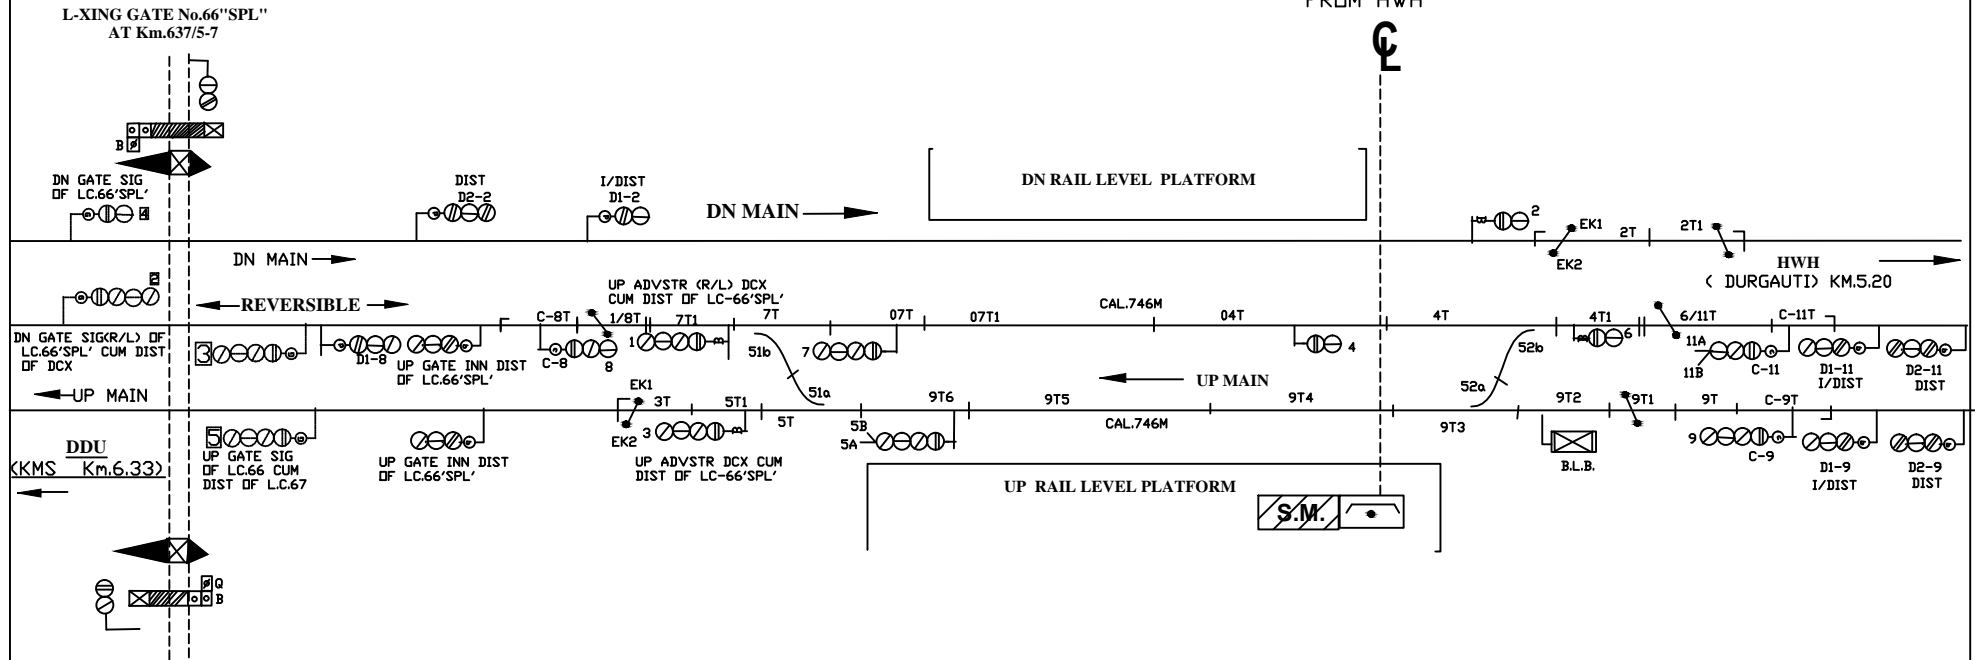 FROM HWH
L-XING GATE No.66"SPL"
AT Km.637/5-7
CL
B
DN GATE SIG
OF LC.66'SPL'
4
DIST
D2-2
I/DIST
D1-2
DN MAIN
DN RAIL LEVEL PLATFORM
2
EK1
EK2
2T
2T1
DN MAIN
HWH
( DURGAUTI) KM.5.20
REVERSIBLE
UP ADVSTR (R/L) DCX
CUM DIST OF LC-66'SPL'
CAL.746M
C-8T
1/8T
7T1
7T
07T
07T1
04T
4T
4T1
6/11T
C-11T
DN GATE SIG(R/L) OF
LC.66'SPL' CUM DIST
OF DCX
3
D1-8
UP GATE INN DIST
OF LC.66'SPL'
C-8
8
1
51b
7
4
52b
6
11A
11B
C-11
D1-11
I/DIST
D2-11
DIST
UP MAIN
EK1
EK2
3T
5T1
5T
51a
9T6
9T5
UP MAIN
9T4
52a
9T3
9T2
9T1
9T
C-9T
CAL.746M
DDU
(KMS Km.6.33)
5
UP GATE SIG
OF LC.66 CUM
DIST OF L.C.67
UP GATE INN DIST
OF LC.66'SPL'
3
UP ADVSTR DCX CUM
DIST OF LC-66'SPL'
5B
5A
B.L.B.
9
C-9
D1-9
I/DIST
D2-9
DIST
UP RAIL LEVEL PLATFORM
S.M.
Q
B